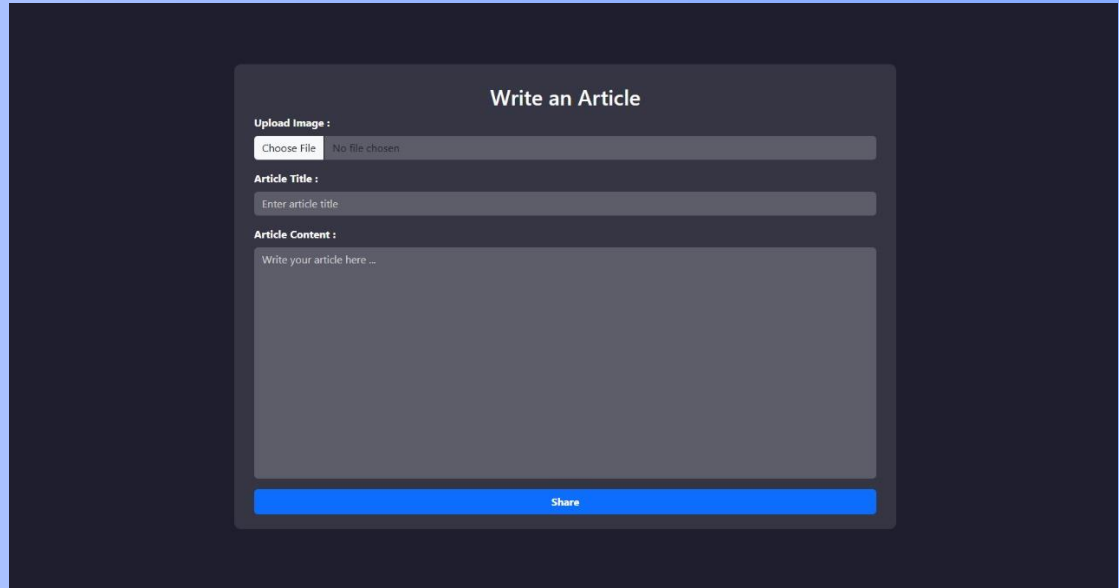 Write an Article
Upload Image :
Choose File No file chosen
Article Title :
Enter article title
Article Content :
Write your article here ...
Share